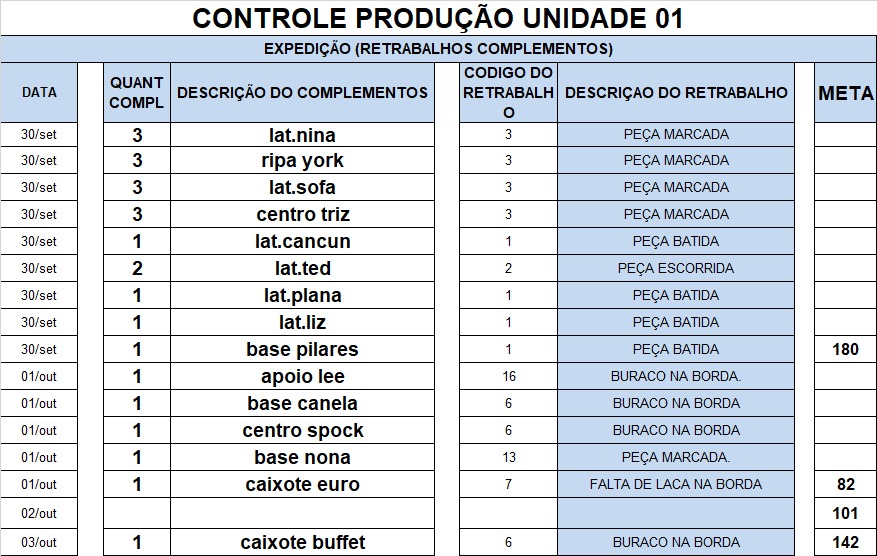 CONTROLE PRODUÇÃO UNIDADE 01
EXPEDIÇÃO (RETRABALHOS COMPLEMENTOS)
DATA QUANT COMPL DESCRIÇÃO DO COMPLEMENTOS CODIGO DO RETRABALHO DESCRIÇAO DO RETRABALHO META
30/set 3 lat.nina 3 PEÇA MARCADA
30/set 3 ripa york 3 PEÇA MARCADA
30/set 3 lat.sofa 3 PEÇA MARCADA
30/set 3 centro triz 3 PEÇA MARCADA
30/set 1 lat.cancun 1 PEÇA BATIDA
30/set 2 lat.ted 2 PEÇA ESCORRIDA
30/set 1 lat.plana 1 PEÇA BATIDA
30/set 1 lat.liz 1 PEÇA BATIDA
30/set 1 base pilares 1 PEÇA BATIDA 180
01/out 1 apoio lee 16 BURACO NA BORDA.
01/out 1 base canela 6 BURACO NA BORDA
01/out 1 centro spock 6 BURACO NA BORDA
01/out 1 base nona 13 PEÇA MARCADA.
01/out 1 caixote euro 7 FALTA DE LACA NA BORDA 82
02/out 101
03/out 1 caixote buffet 6 BURACO NA BORDA 142